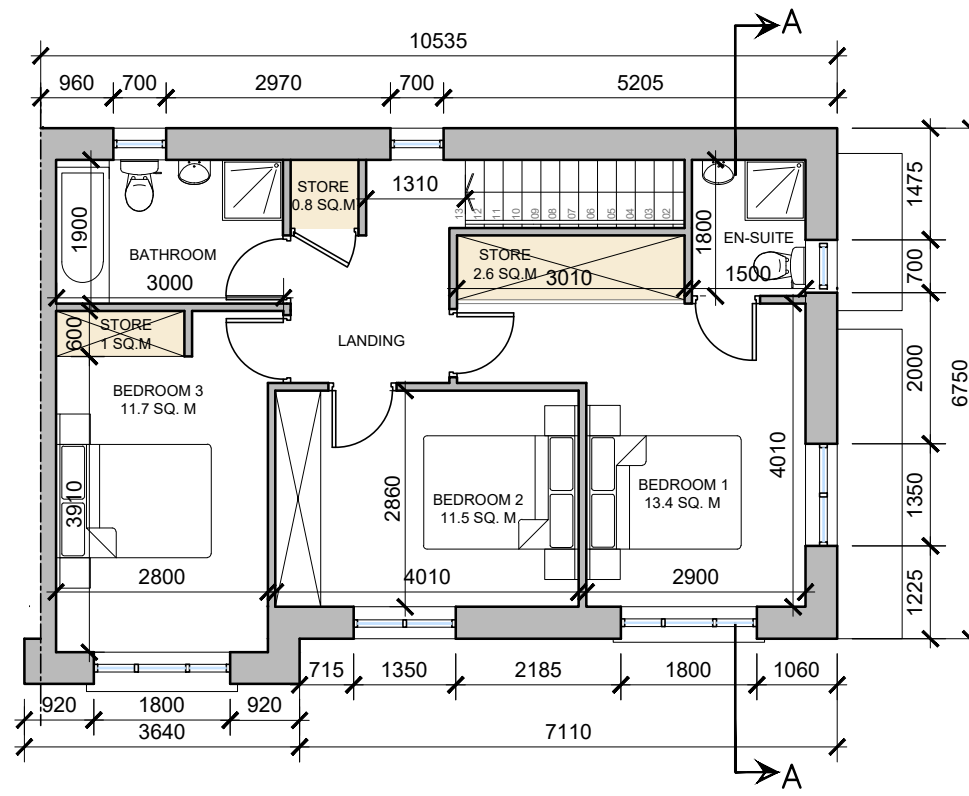 A
10535
960
700
2970
700
5205
STORE
0.8 SQ.M
1310
1475
13
12
11
10
09
08
07
06
05
04
03
02
1900
BATHROOM
3000
STORE
2.6 SQ.M
3010
1800
EN-SUITE
1500
700
STORE
1 SQ.M
600
LANDING
2000
6750
BEDROOM 3
11.7 SQ. M
3910
2860
BEDROOM 2
11.5 SQ. M
BEDROOM 1
13.4 SQ. M
4010
1350
2800
4010
2900
1225
715
1350
2185
1800
1060
920
1800
920
3640
7110
A